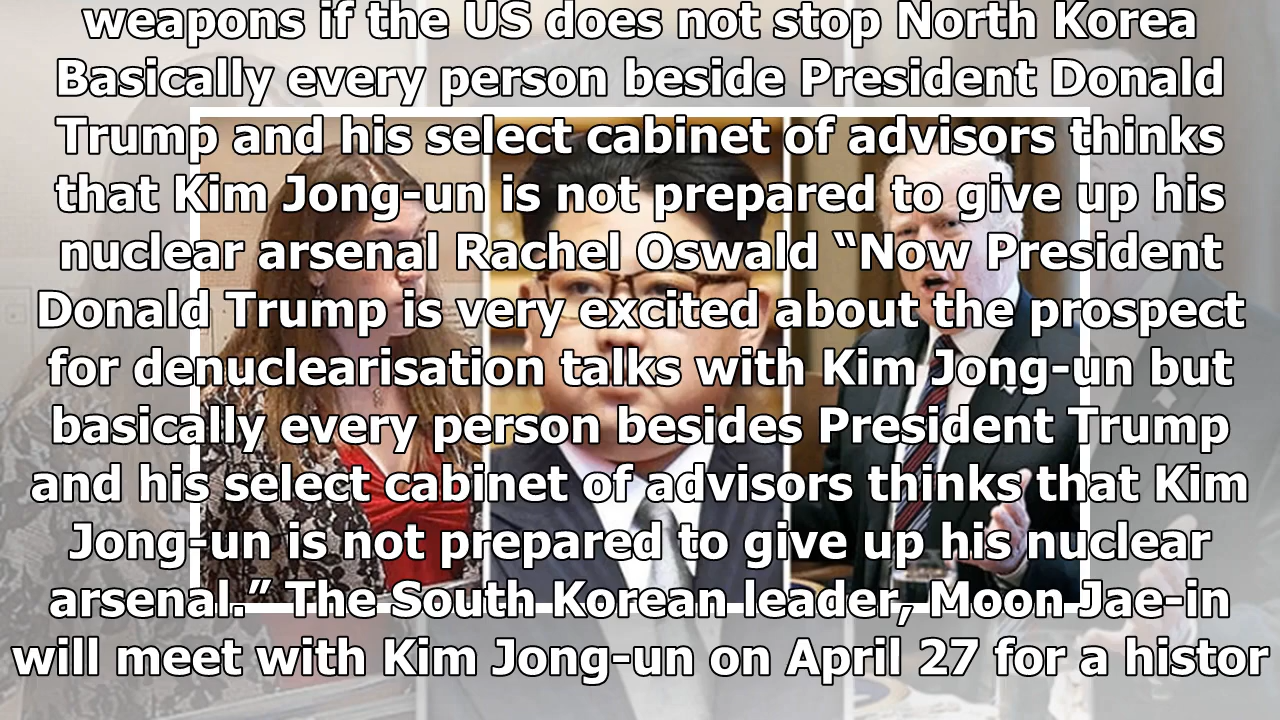 weapons if the US does not stop North Korea
Basically every person beside President Donald
Trump and his select cabinet of advisors thinks
that Kim Jong-un is not prepared to give up his
nuclear arsenal Rachel Oswald “Now President
Donald Trump is very excited about the prospect
for denuclearisation talks with Kim Jong-un but
basically every person besides President Trump
and his select cabinet of advisors thinks that Kim
Jong-un is not prepared to give up his nuclear
arsenal.” The South Korean leader, Moon Jae-in
will meet with Kim Jong-un on April 27 for a histor